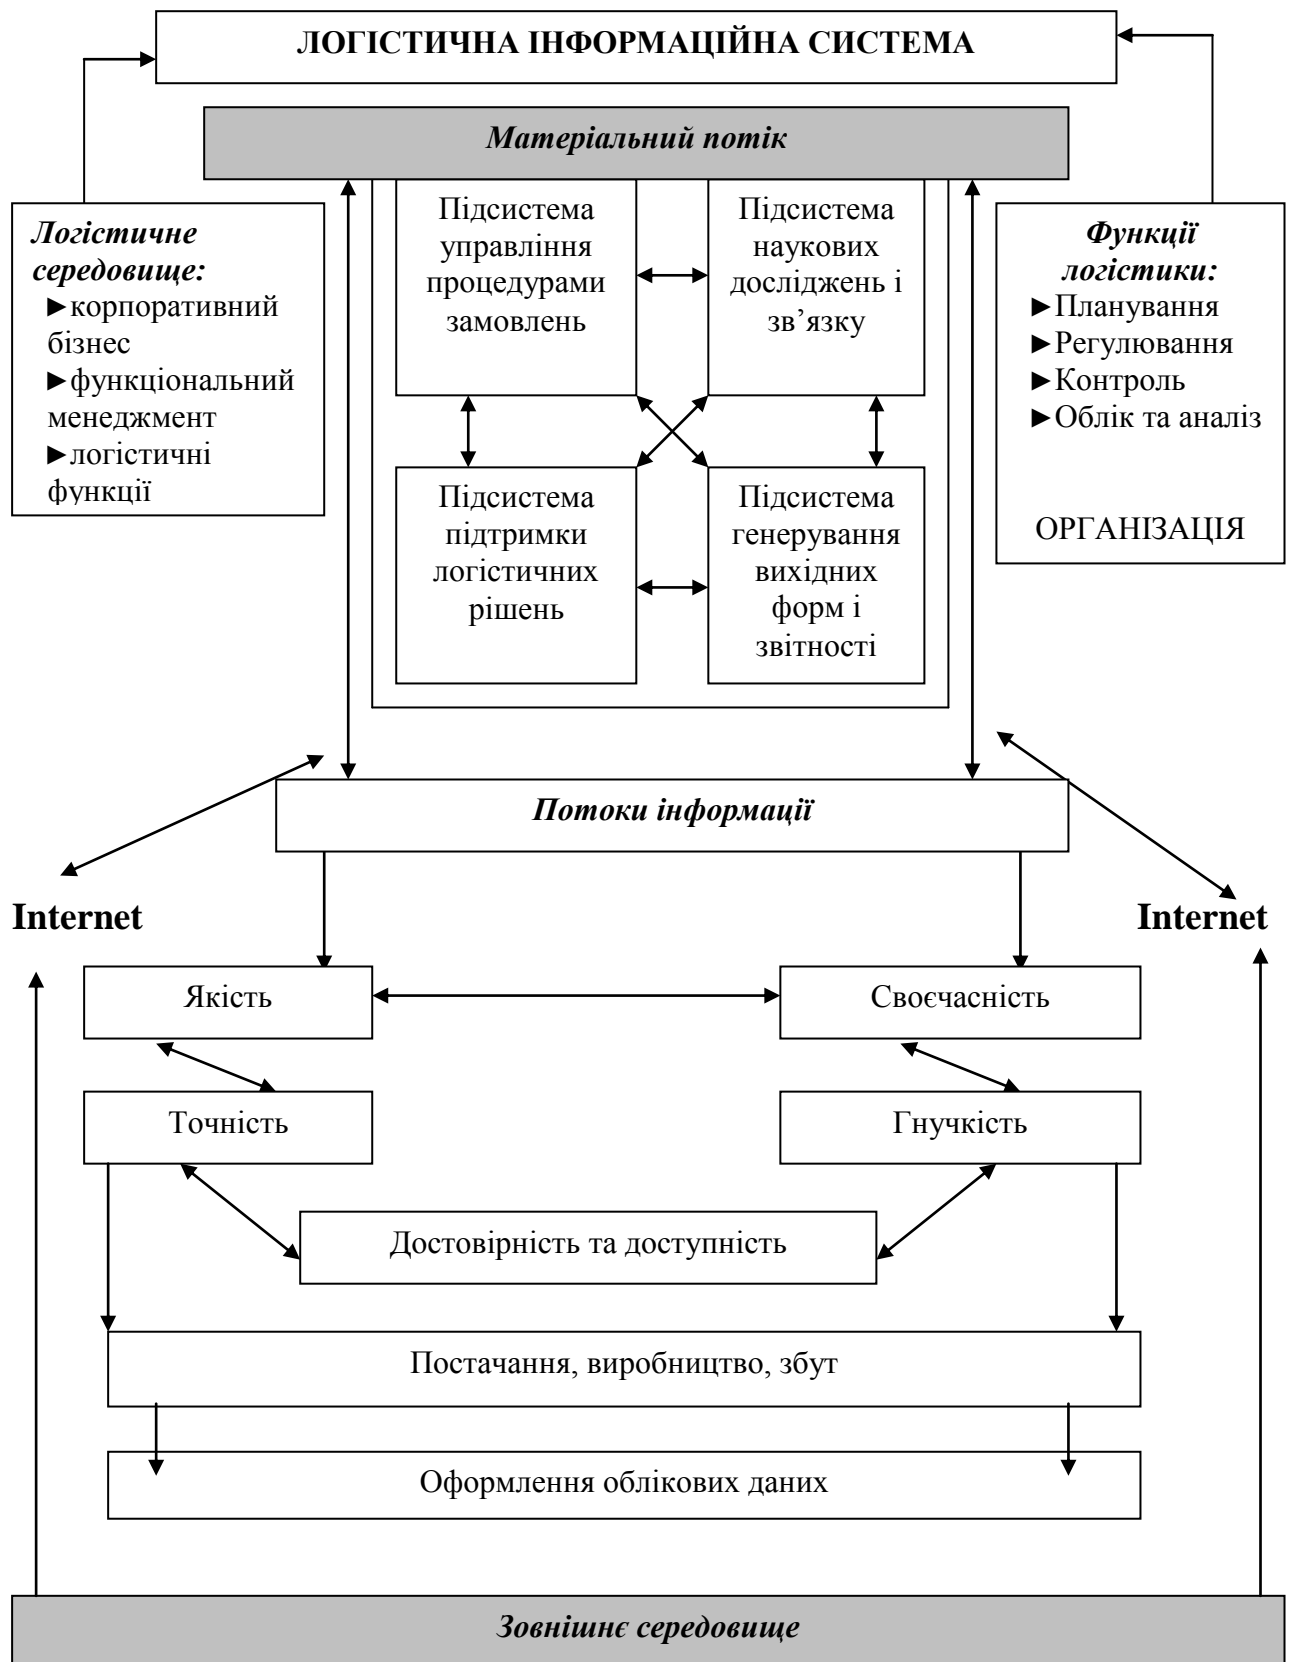 ЛОГІСТИЧНА ІНФОРМАЦІЙНА СИСТЕМА
Матеріальний потік
Логістичне
середовище:
►корпоративний
бізнес
►функціональний
менеджмент
►логістичні
функції
Підсистема
управління
процедурами
замовлень
Підсистема
наукових
досліджень і
зв’язку
Підсистема
підтримки
логістичних
рішень
Підсистема
генерування
вихідних
форм і
звітності
Функції
логістики:
►Планування
►Регулювання
►Контроль
►Облік та аналіз
ОРГАНІЗАЦІЯ
Потоки інформації
Internet
Internet
Якість
Своєчасність
Точність
Гнучкість
Достовірність та доступність
Постачання, виробництво, збут
Оформлення облікових даних
Зовнішнє середовище